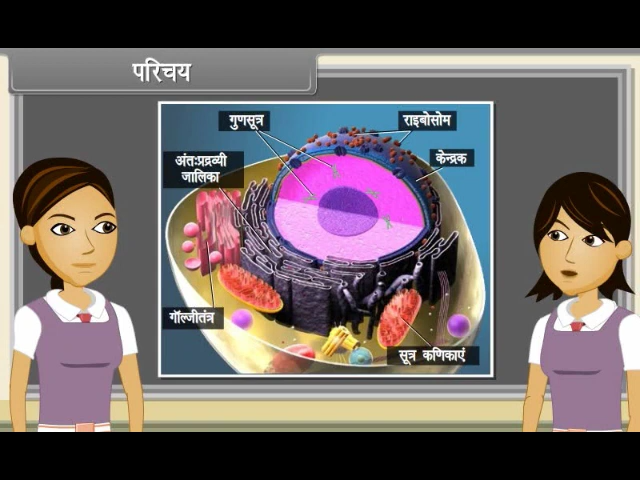 परिचय
गुणसूत्र
राइबोसोम
अंतःप्रद्रव्यी
जालिका
केन्द्रक
गॉल्जीतंत्र
सूत्र कणिकाएं